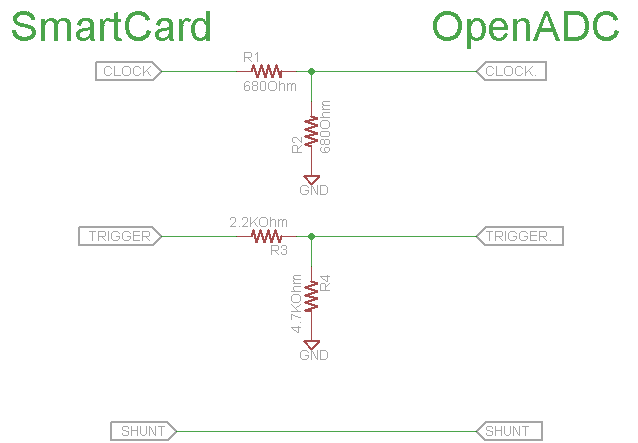 SmartCard
OpenADC
R1
CLOCK
CLOCK.
680Ohm
R2
680Ohm
GND
2.2KOhm
TRIGGER
TRIGGER.
R3
R4
4.7KOhm
GND
SHUNT
SHUNT